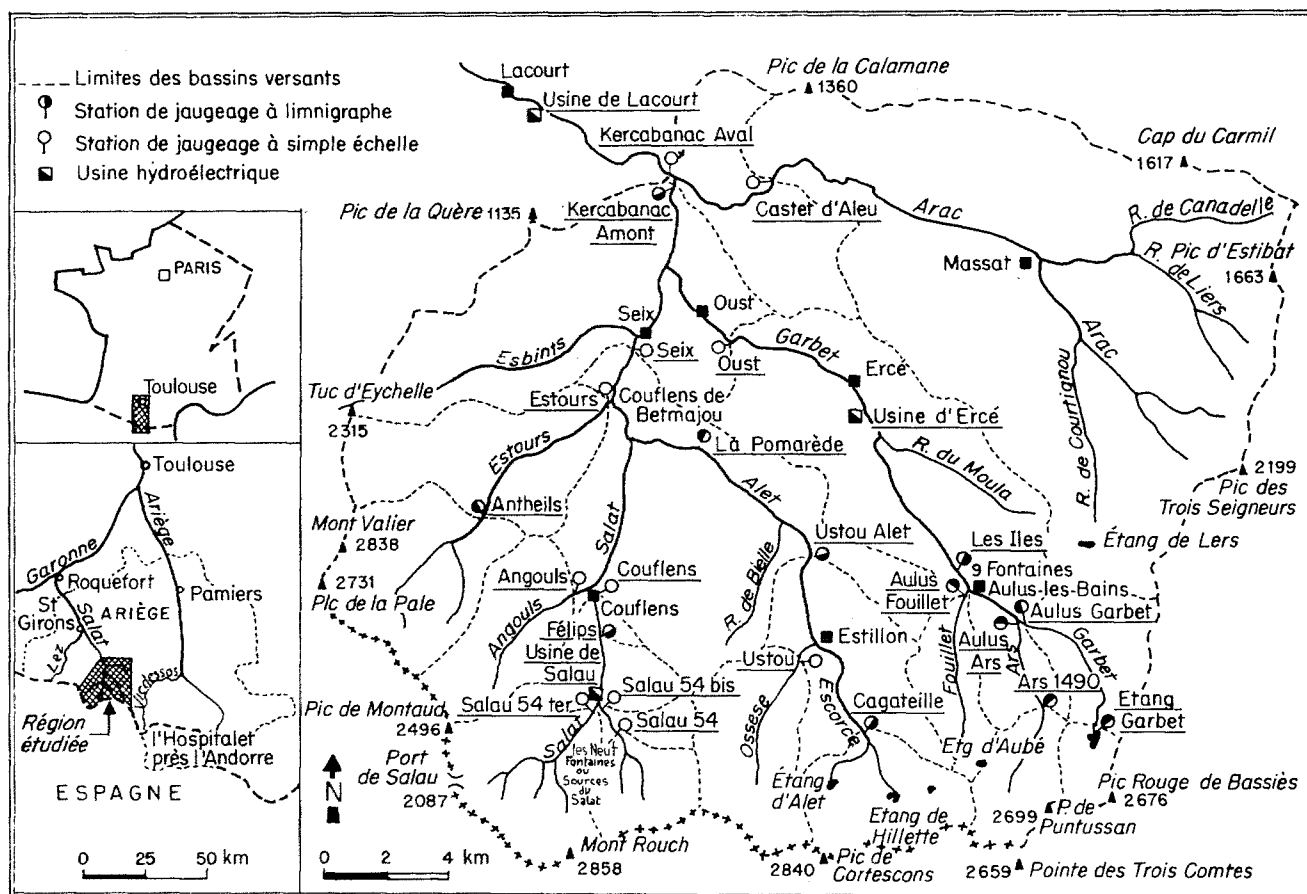 Limites des bassins versants
Station de jaugeage à limnigraphe
Station de jaugeage à simple échelle
Usine hydroélectrique
PARIS
Toulouse
Toulouse
Ariège
Garonne
Roquefort
St
Girons
Salat
ARIÈGE
Pamiers
Lez
Vicdessos
Région
étudiée
l'Hospitalet
près l'Andorre
ESPAGNE
0 25 50 km
Lacourt
Usine de Lacourt
Kercabanac Aval
Pic de la Calamane
1360
Cap du Carmil
1617
Pic de la Quère 1135
Kercabanac
Amont
Castet d'Aleu
Arac
R. de Canadelle
R. de Liers
Pic d'Estibat
1663
Massat
Arac
R. de Courtignou
Seix
Oust
Esbints
Seix
Oust
Garbet
Ercé
Usine d'Ercé
R. du Moula
Tuc d'Eychelle
2315
Estours
Couflens de
Betmajou
La Pomarède
Estours
Antheils
Salat
Alet
2199
Pic des
Trois Seigneurs
Étang de Lers
Mont Valier
2838
2731
Pic de la Pale
Angouls
Couflens
Couflens
Angouls
Félips
Usine de
Salau
R. de Bielle
Ustou Alet
Les Iles
9 Fontaines
Aulus-les-Bains
Aulus
Fouillet
Aulus Garbet
Aulus
Ars
Ars
Garbet
Fouillet
Estillon
Ustou
Ossese
Escorce
Cagateille
Ars 1490
Etang
Garbet
Etg d'Aubé
Pic de Montaud
2496
Salau 54 ter
Salau 54 bis
Salau 54
Salat
les Neuf
Fontaines ou
Sources
du
Salat
Port
de Salau
2087
N
Etang
d'Alet
Etang de
Hillette
Pic Rouge de Bassiès
2676
2699
P. de
Puntussan
Mont Rouch
2858
2840
Pic de
Certescans
2659
Pointe des Trois Comtes
0 2 4 km